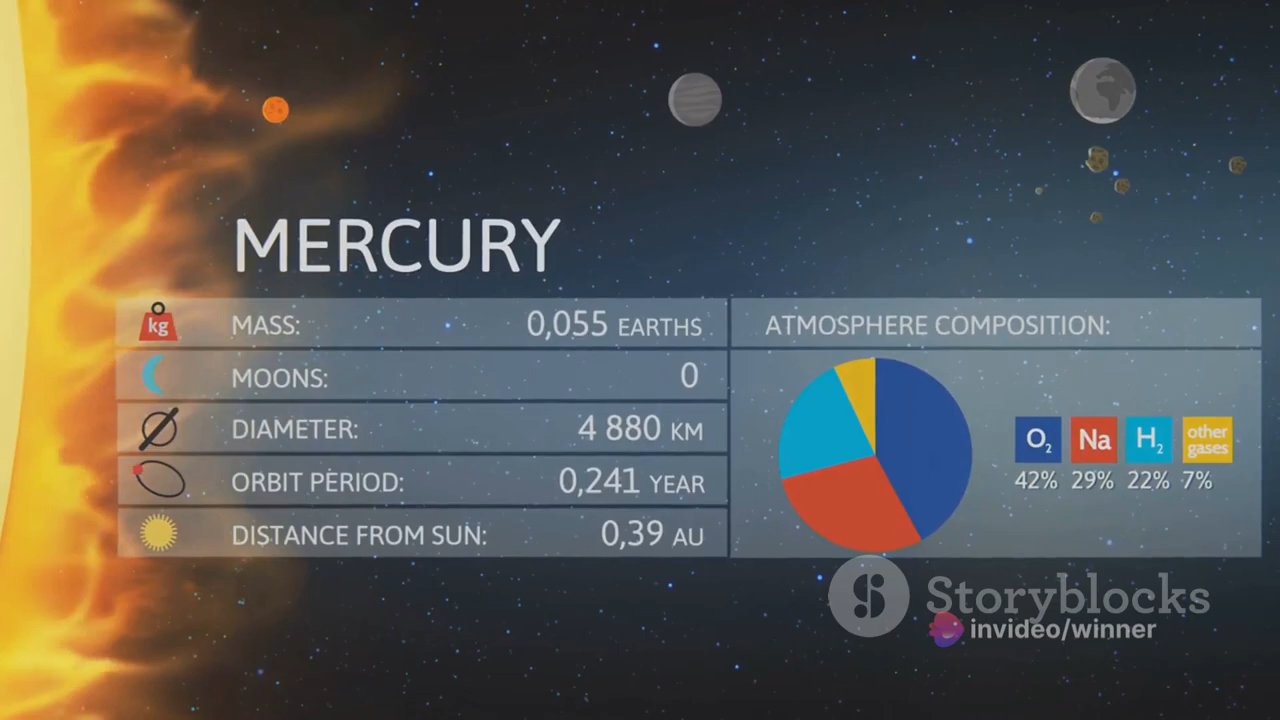 MERCURY
kg
MASS: 0,055 EARTHS
MOONS: 0
DIAMETER: 4 880 KM
ORBIT PERIOD: 0,241 YEAR
DISTANCE FROM SUN: 0,39 AU
ATMOSPHERE COMPOSITION:
O₂ Na H₂ other gases
42% 29% 22% 7%
Storyblocks
invideo/winner